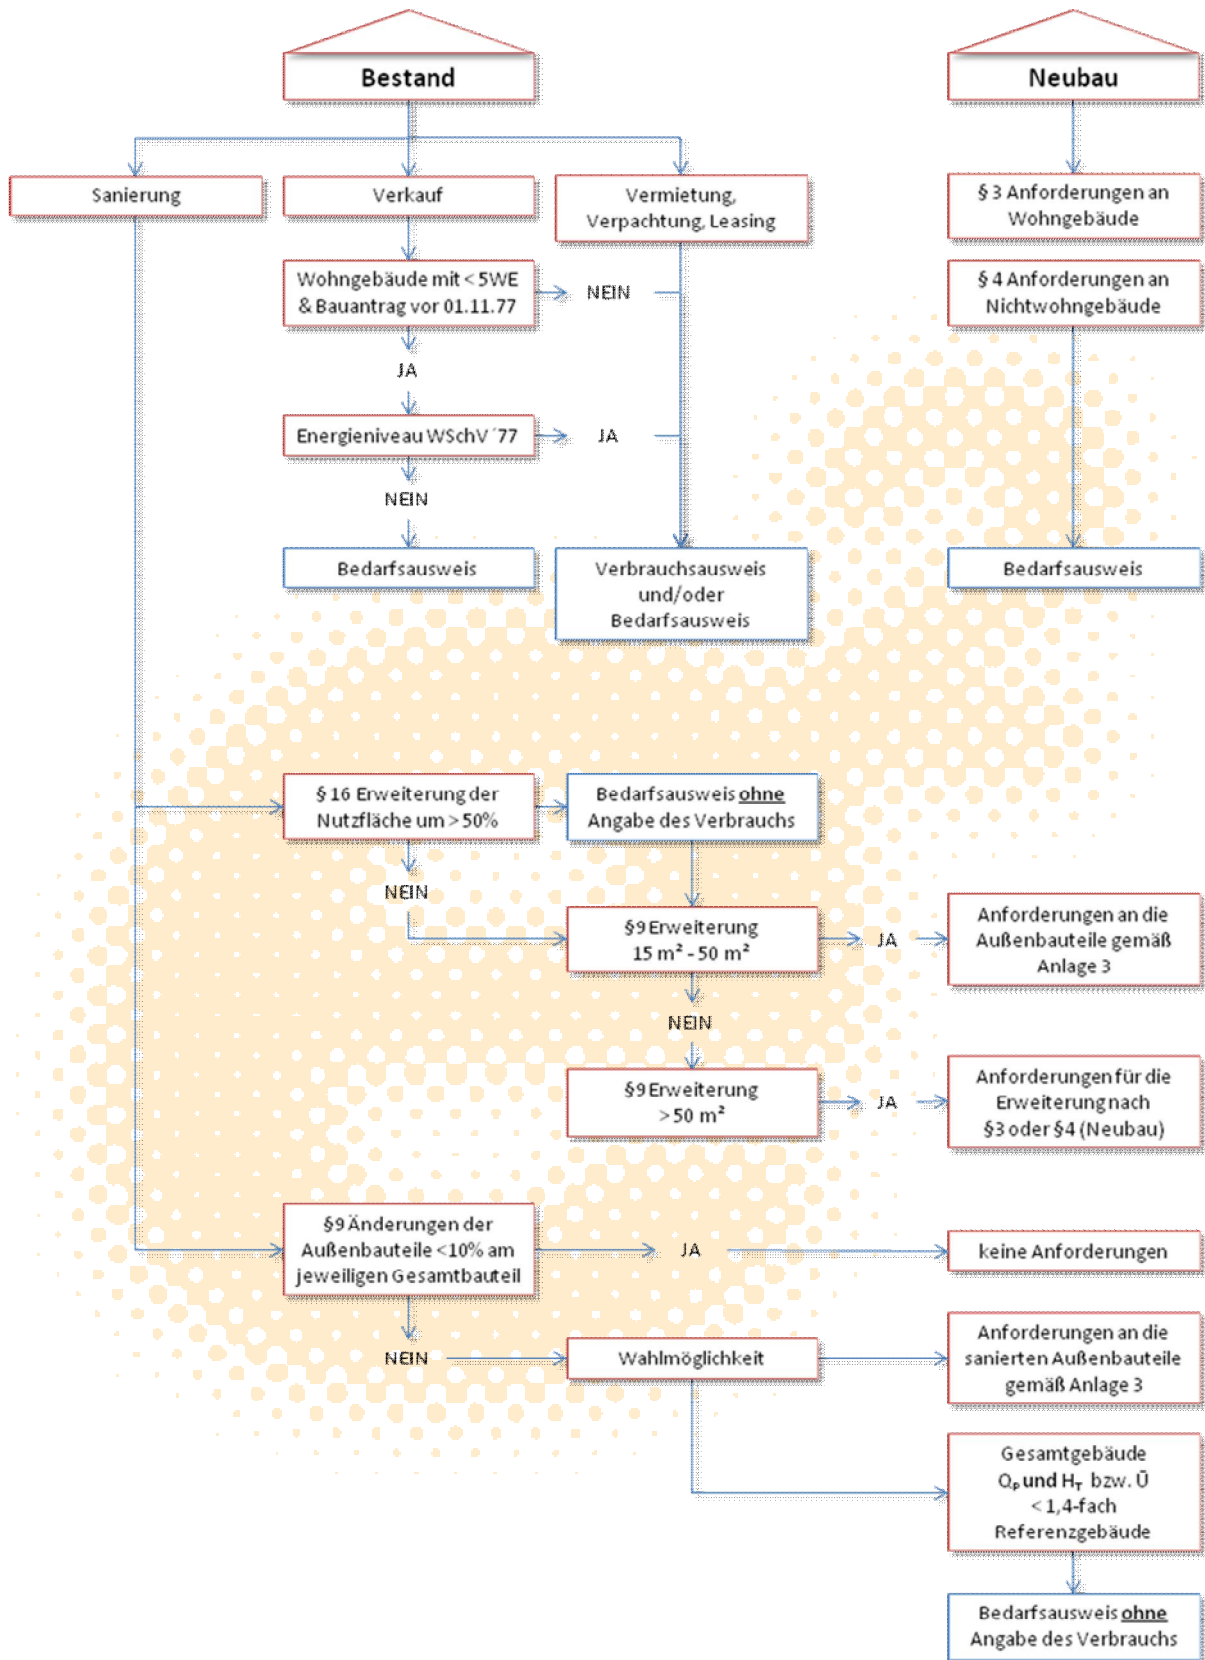 Bestand
Neubau
Sanierung
Verkauf
Vermietung,
Verpachtung, Leasing
§ 3 Anforderungen an
Wohngebäude
Wohngebäude mit < 5WE
& Bauantrag vor 01.11.77
NEIN
§ 4 Anforderungen an
Nichtwohngebäude
JA
Energieniveau WSchV ´77
JA
NEIN
Bedarfsausweis
Verbrauchsausweis
und/oder
Bedarfsausweis
Bedarfsausweis
§ 16 Erweiterung der
Nutzfläche um > 50%
Bedarfsausweis ohne
Angabe des Verbrauchs
NEIN
§9 Erweiterung
15 m² - 50 m²
JA
Anforderungen an die
Außenbauteile gemäß
Anlage 3
NEIN
§9 Erweiterung
> 50 m²
JA
Anforderungen für die
Erweiterung nach
§3 oder §4 (Neubau)
§9 Änderungen der
Außenbauteile <10% am
jeweiligen Gesamtbauteil
JA
keine Anforderungen
NEIN
Wahlmöglichkeit
Anforderungen an die
sanierten Außenbauteile
gemäß Anlage 3
Gesamtgebäude
Qₚ und Hₜ bzw. Ū
< 1,4-fach
Referenzgebäude
Bedarfsausweis ohne
Angabe des Verbrauchs